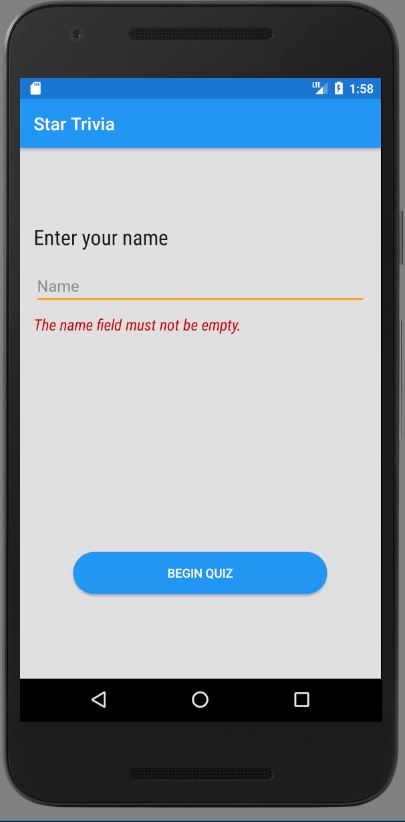 LTE 1:58
Star Trivia
Enter your name
Name
The name field must not be empty.
BEGIN QUIZ